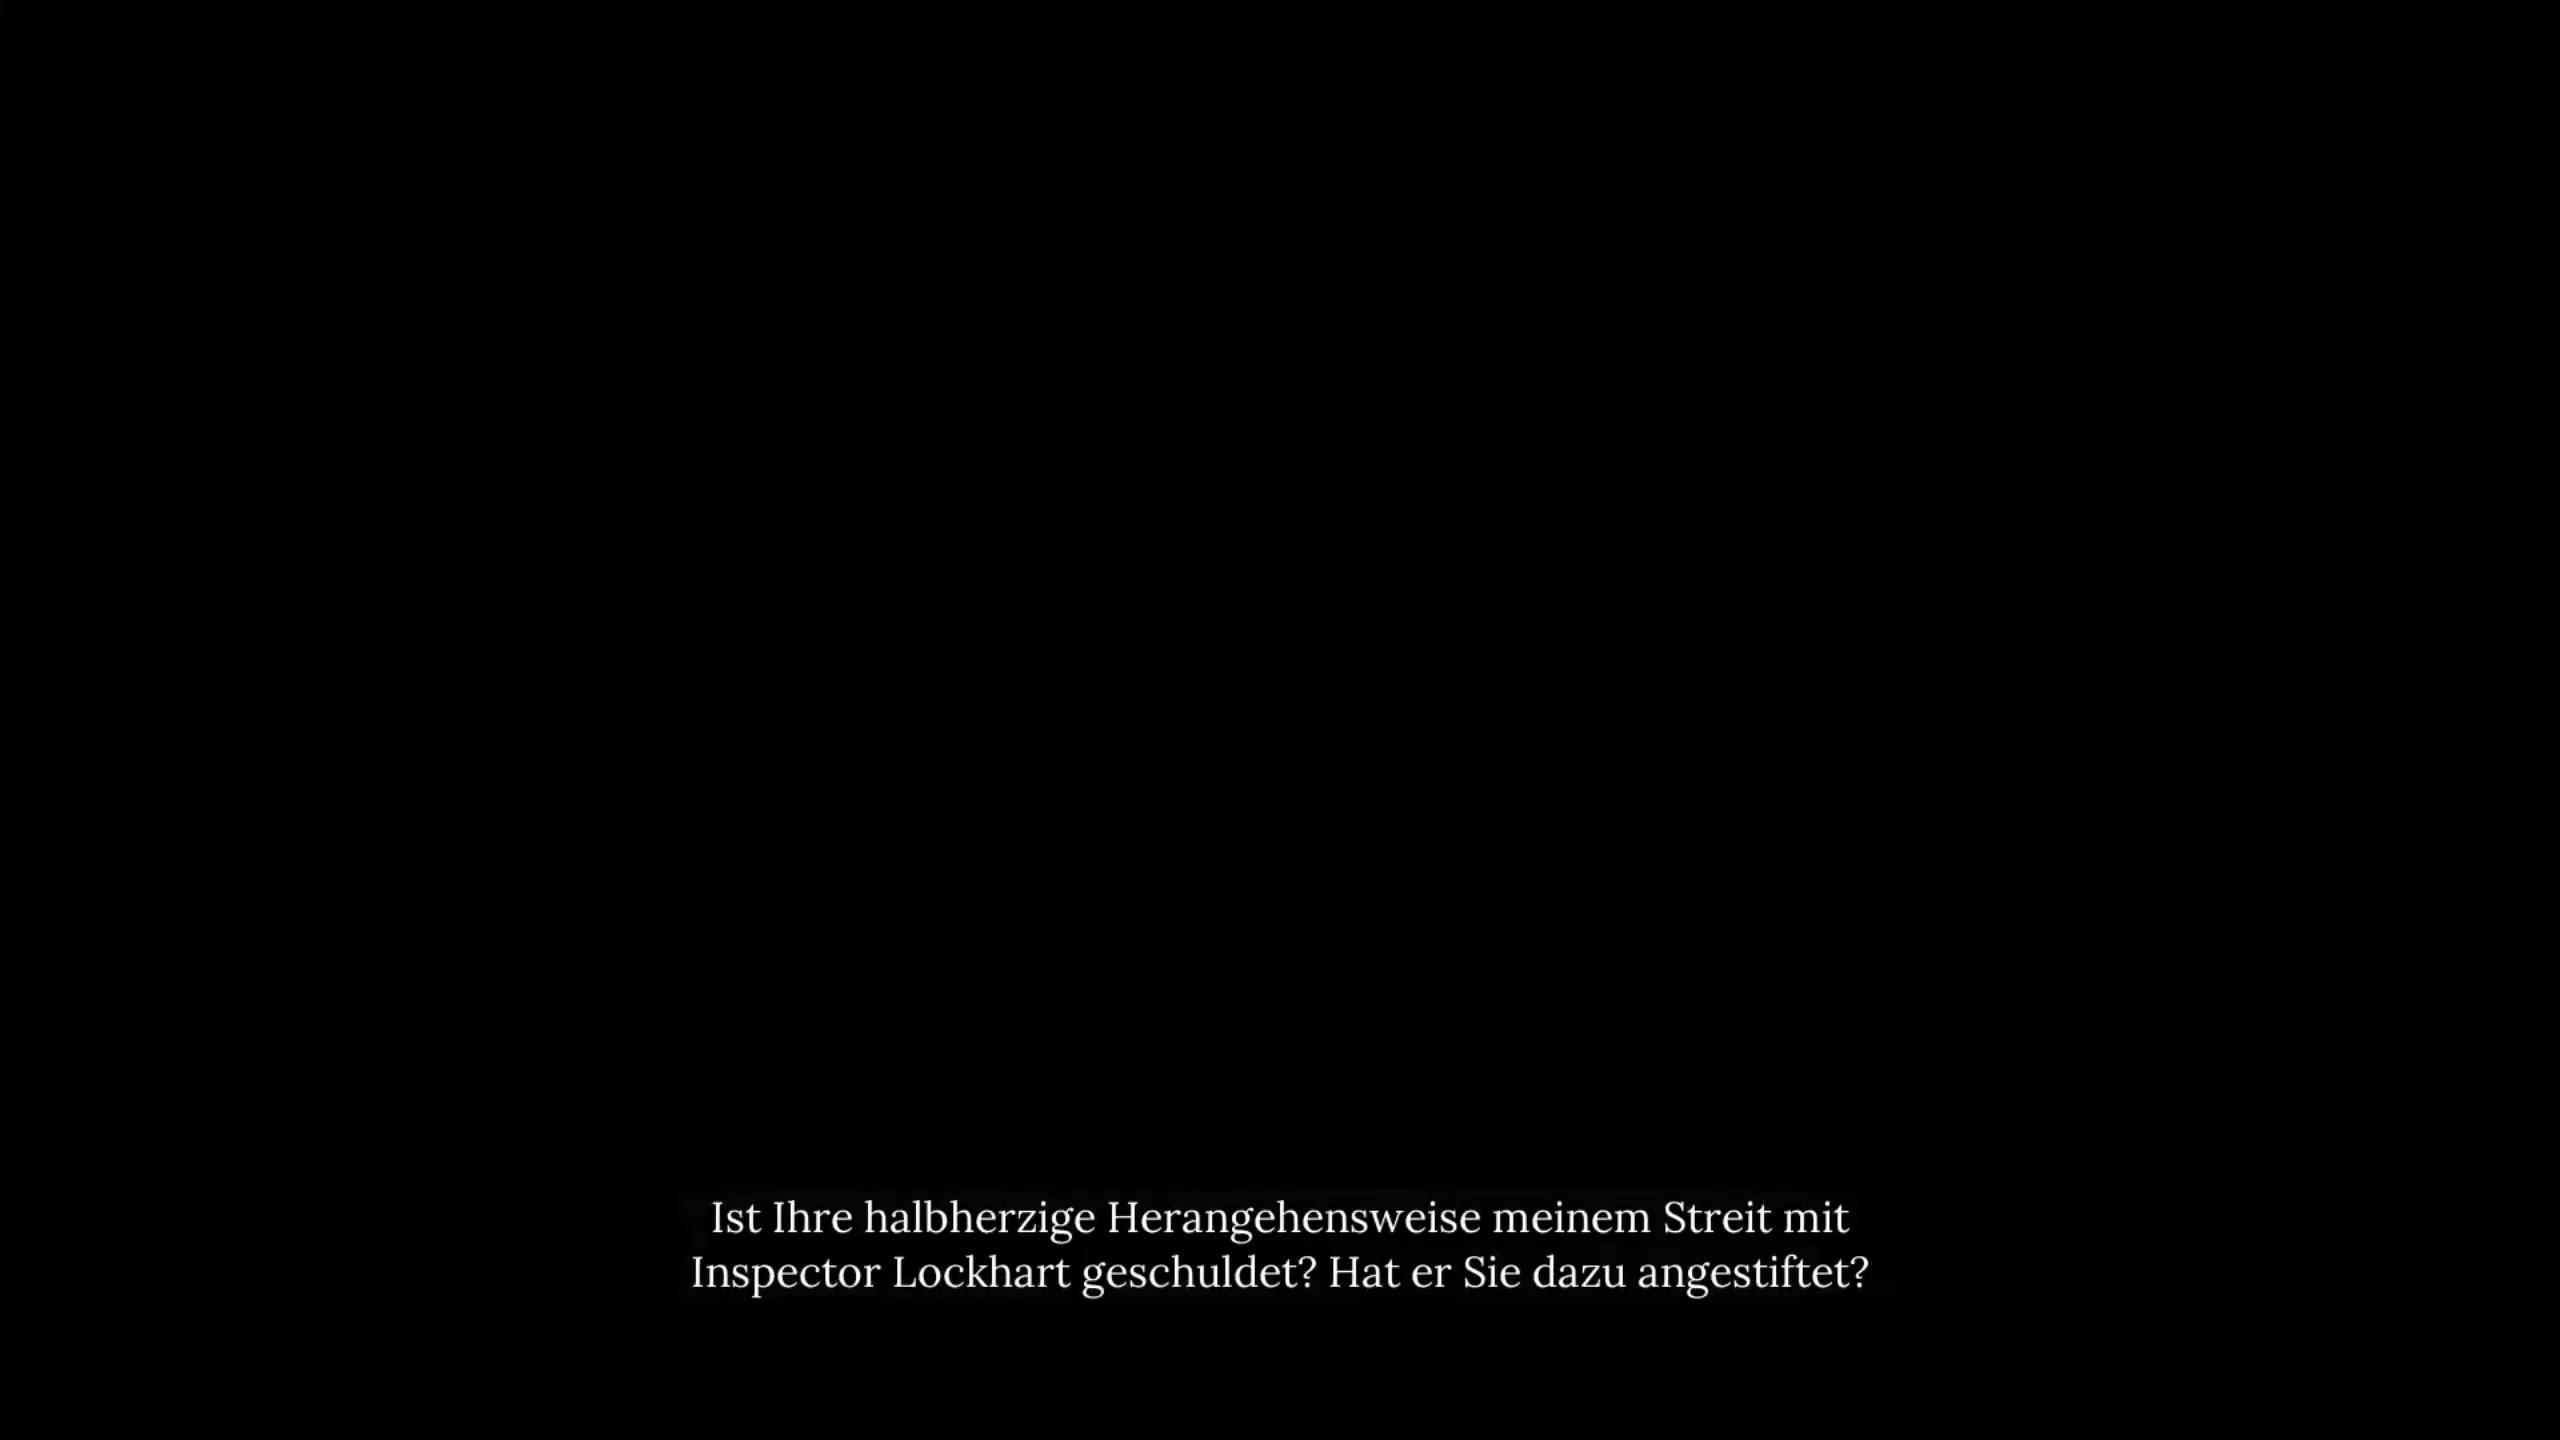 Ist Ihre halbherzige Herangehensweise meinem Streit mit
Inspector Lockhart geschuldet? Hat er Sie dazu angestiftet?